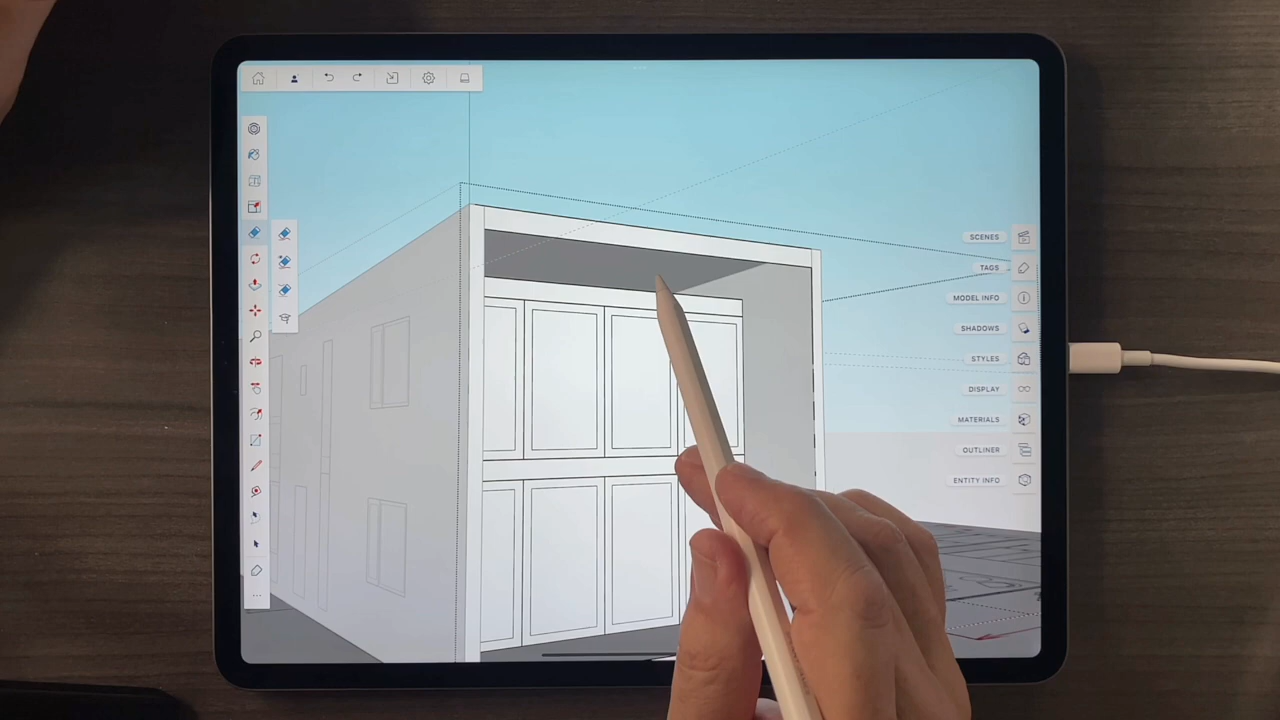 SCENES
TAGS
MODEL INFO
SHADOWS
STYLES
DISPLAY
MATERIALS
OUTLINER
ENTITY INFO